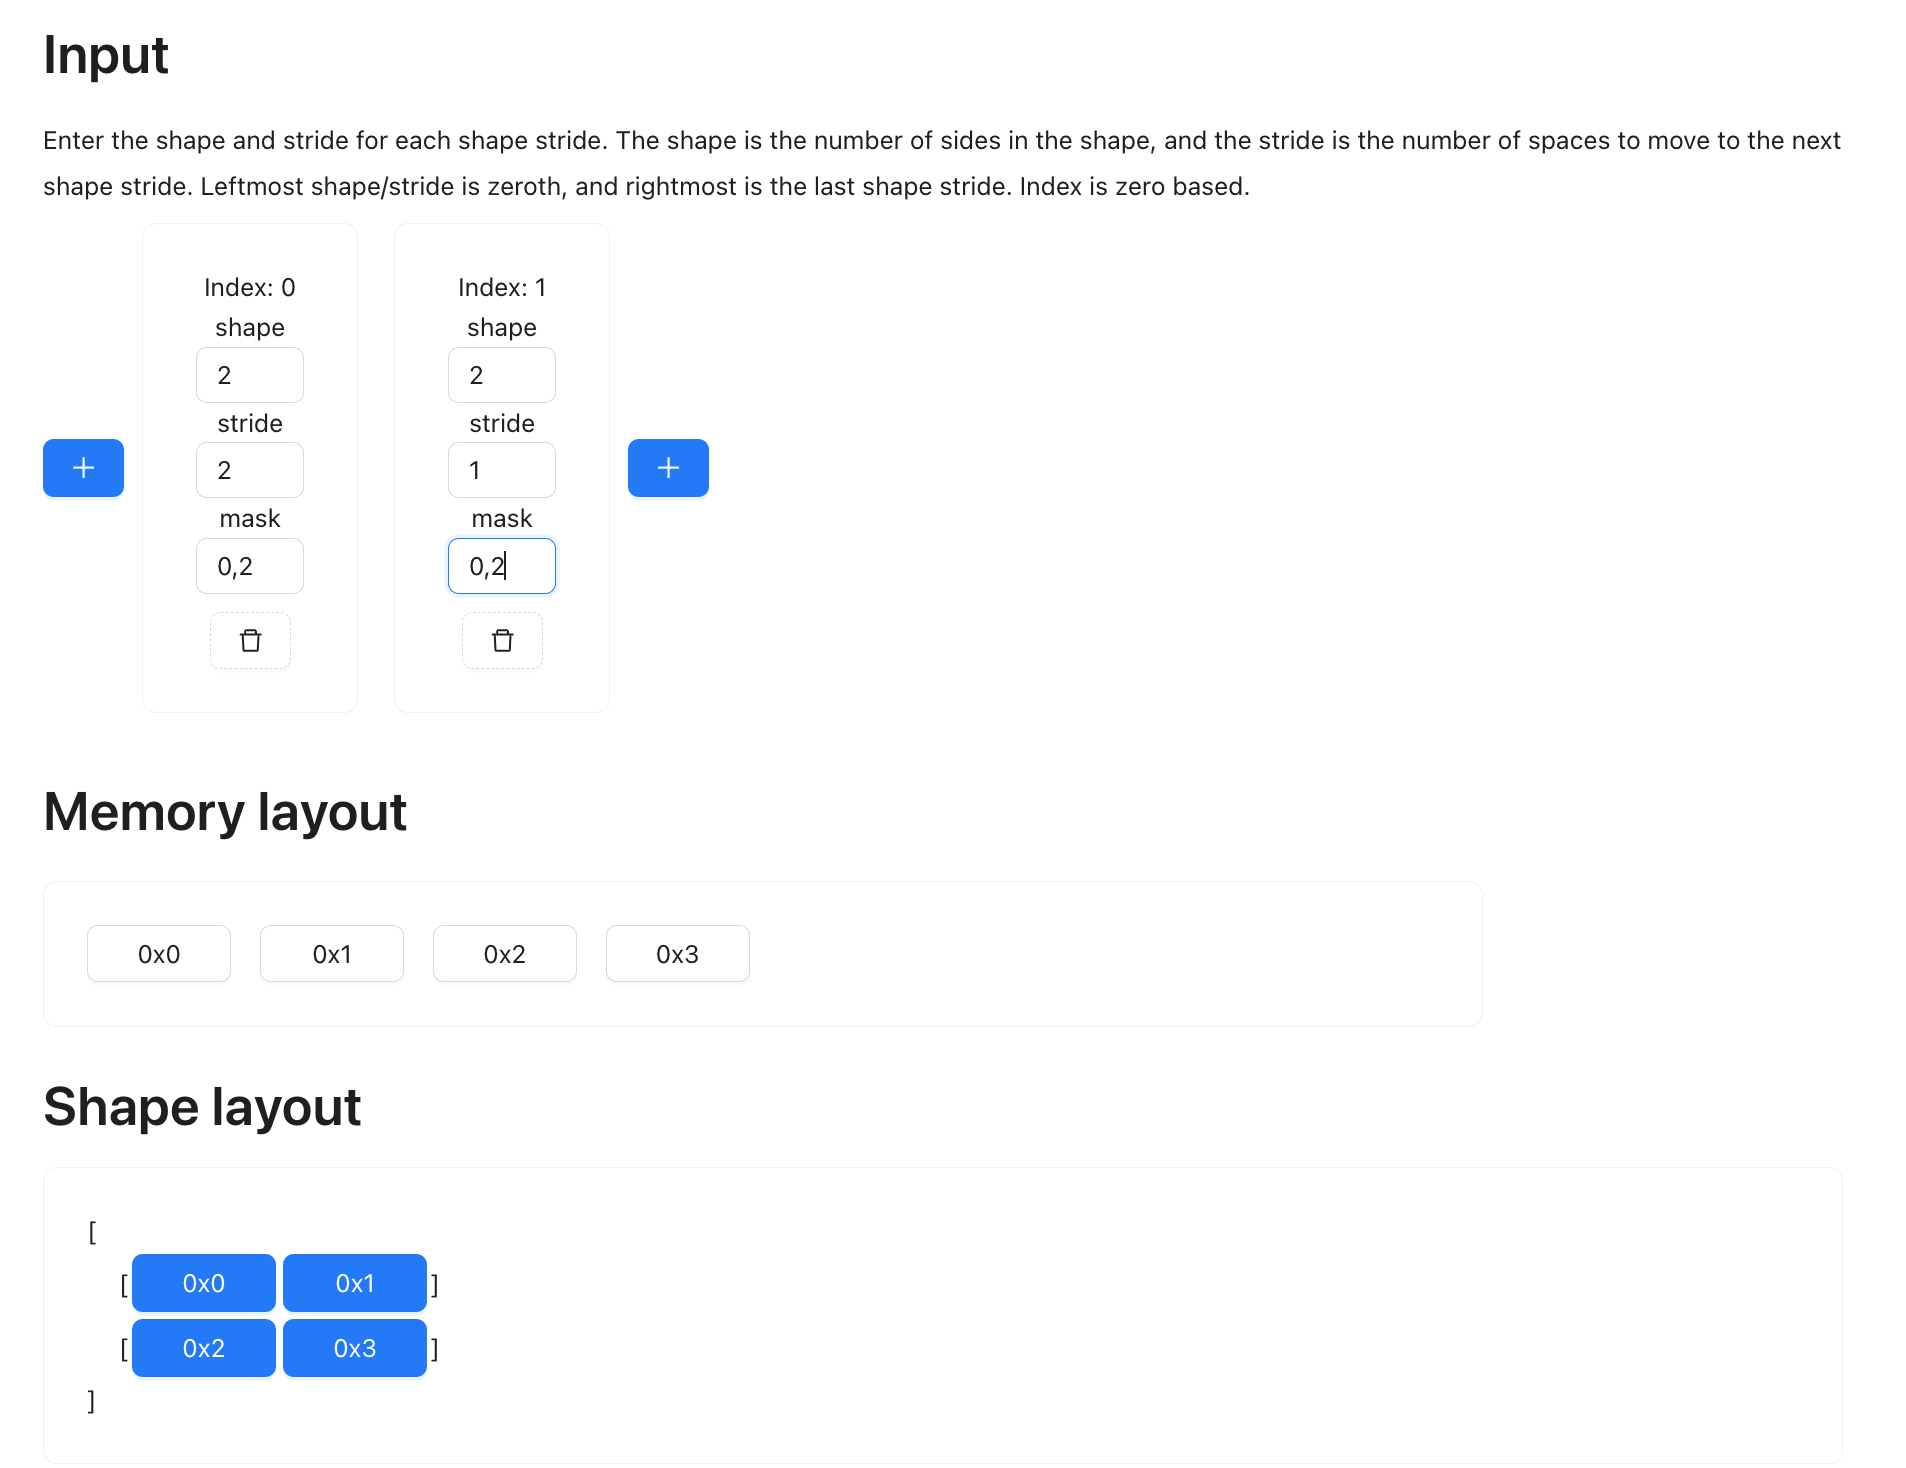 Input
Enter the shape and stride for each shape stride. The shape is the number of sides in the shape, and the stride is the number of spaces to move to the next
shape stride. Leftmost shape/stride is zeroth, and rightmost is the last shape stride. Index is zero based.
Index: 0
shape
2
stride
2
mask
0,2
Index: 1
shape
2
stride
1
mask
0,2
Memory layout
0x0 0x1 0x2 0x3
Shape layout
[
[ 0x0 0x1 ]
[ 0x2 0x3 ]
]